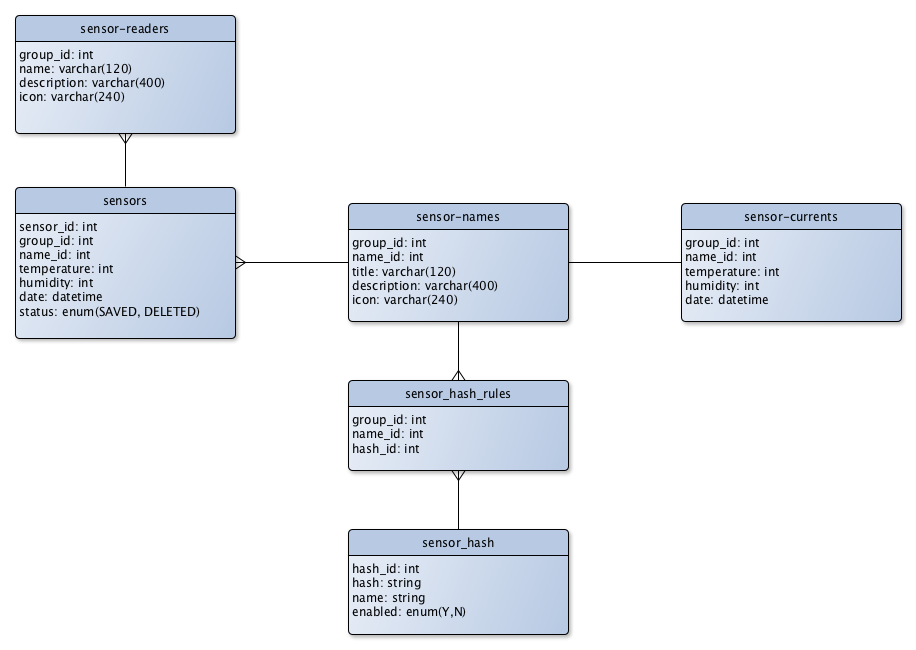 sensor-readers
group_id: int
name: varchar(120)
description: varchar(400)
icon: varchar(240)
sensors
sensor_id: int
group_id: int
name_id: int
temperature: int
humidity: int
date: datetime
status: enum(SAVED, DELETED)
sensor-names
group_id: int
name_id: int
title: varchar(120)
description: varchar(400)
icon: varchar(240)
sensor-currents
group_id: int
name_id: int
temperature: int
humidity: int
date: datetime
sensor_hash_rules
group_id: int
name_id: int
hash_id: int
sensor_hash
hash_id: int
hash: string
name: string
enabled: enum(Y,N)